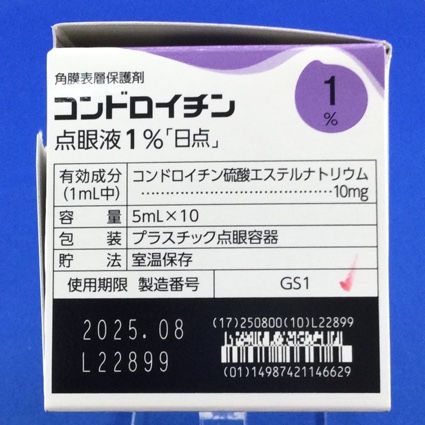 角膜表層保護剤
コンドロイチン
点眼液1%「日点」
1
%
有効成分 コンドロイチン硫酸エステルナトリウム
(1mL中) ……………………………………10mg
容量 5mL×10
包装 プラスチック点眼容器
貯法 室温保存
使用期限 製造番号 GS1
2025.08
L22899
(17)250800(10)L22899
(01)14987421146629